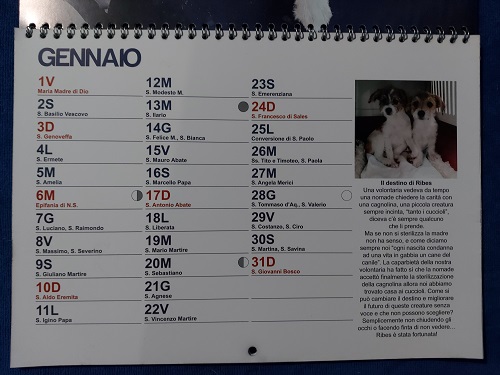 GENNAIO
1V
Maria Madre di Dio
2S
S. Basilio Vescovo
3D
S. Genoveffa
4L
S. Ermete
5M
S. Amelia
6M
Epifania di N.S.
7G
S. Luciano, S. Raimondo
8V
S. Massimo, S. Severino
9S
S. Giuliano Martire
10D
S. Aldo Eremita
11L
S. Igino Papa
12M
S. Modesto M.
13M
S. Ilario
14G
S. Felice M., S. Bianca
15V
S. Mauro Abate
16S
S. Marcello Papa
17D
S. Antonio Abate
18L
S. Liberata
19M
S. Mario Martire
20M
S. Sebastiano
21G
S. Agnese
22V
S. Vincenzo Martire
23S
S. Emerenziana
24D
S. Francesco di Sales
25L
Conversione di S. Paolo
26M
Ss. Tito e Timoteo, S. Paola
27M
S. Angela Merici
28G
S. Tommaso d'Aq., S. Valerio
29V
S. Costanzo, S. Ciro
30S
S. Martina, S. Savina
31D
S. Giovanni Bosco
Il destino di Ribes
Una volontaria vedeva da tempo
una nomade chiedere la carità con
una cagnolina, una piccola creatura
sempre incinta, "tanto i cuccioli",
diceva c'è sempre qualcuno
che li prende.
Ma se non si sterilizza la madre
non ha senso, e come diciamo
sempre noi "ogni nascita condanna
ad una vita in gabbia un cane del
canile". La caparbietà della nostra
volontaria ha fatto sì che la nomade
accettò finalmente la sterilizzazione
della cagnolina allora noi abbiamo
trovato casa ai cuccioli. Come si
può cambiare il destino e migliorare
il futuro di queste creature senza
voce e che non possono scegliere?
Semplicemente non chiudendo gli
occhi o facendo finta di non vedere...
Ribes è stata fortunata!